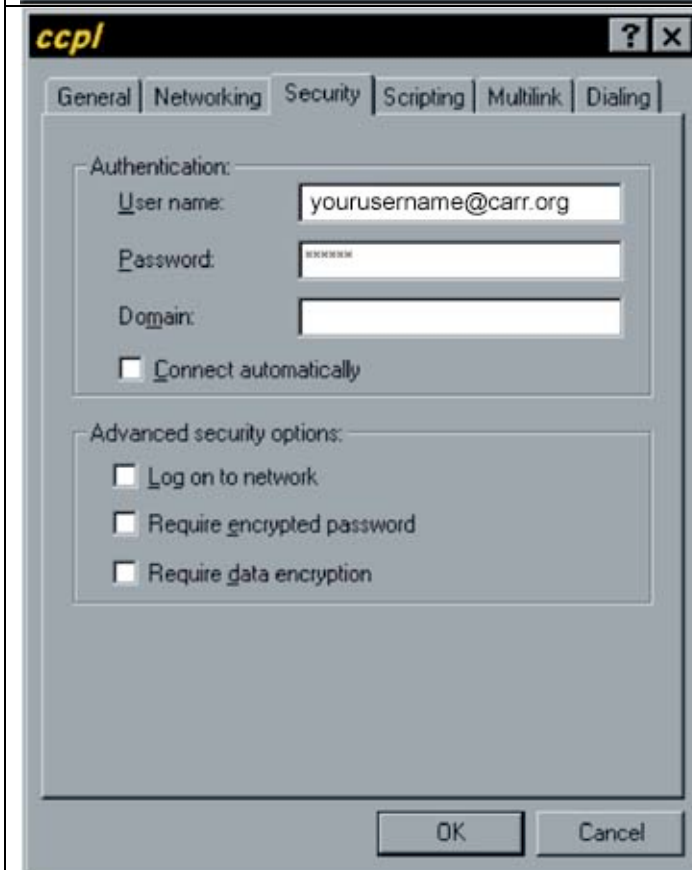 ccpl ? ×
General Networking Security Scripting Multilink Dialing
Authentication:
User name: yourusername@carr.org
Password: ******
Domain:
Connect automatically
Advanced security options:
Log on to network
Require encrypted password
Require data encryption
OK Cancel